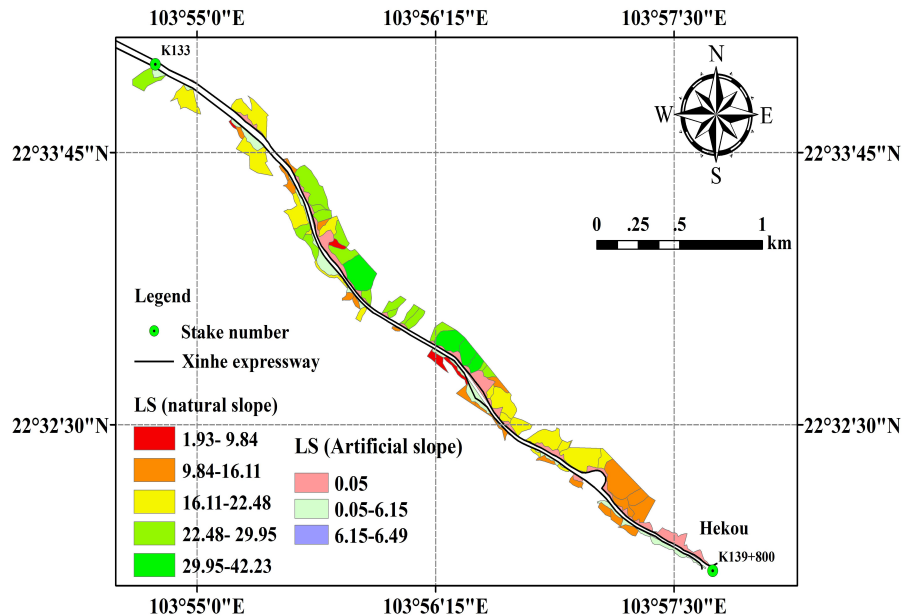 103°55'0"E 103°56'15"E 103°57'30"E
K133
N
W E
S
22°33'45"N 22°33'45"N
0 .25 .5 1
km
Legend
Stake number
Xinhe expressway
LS (natural slope)
1.93- 9.84
9.84-16.11
16.11-22.48
22.48- 29.95
29.95-42.23
LS (Artificial slope)
0.05
0.05-6.15
6.15-6.49
22°32'30"N 22°32'30"N
Hekou
K139+800
103°55'0"E 103°56'15"E 103°57'30"E